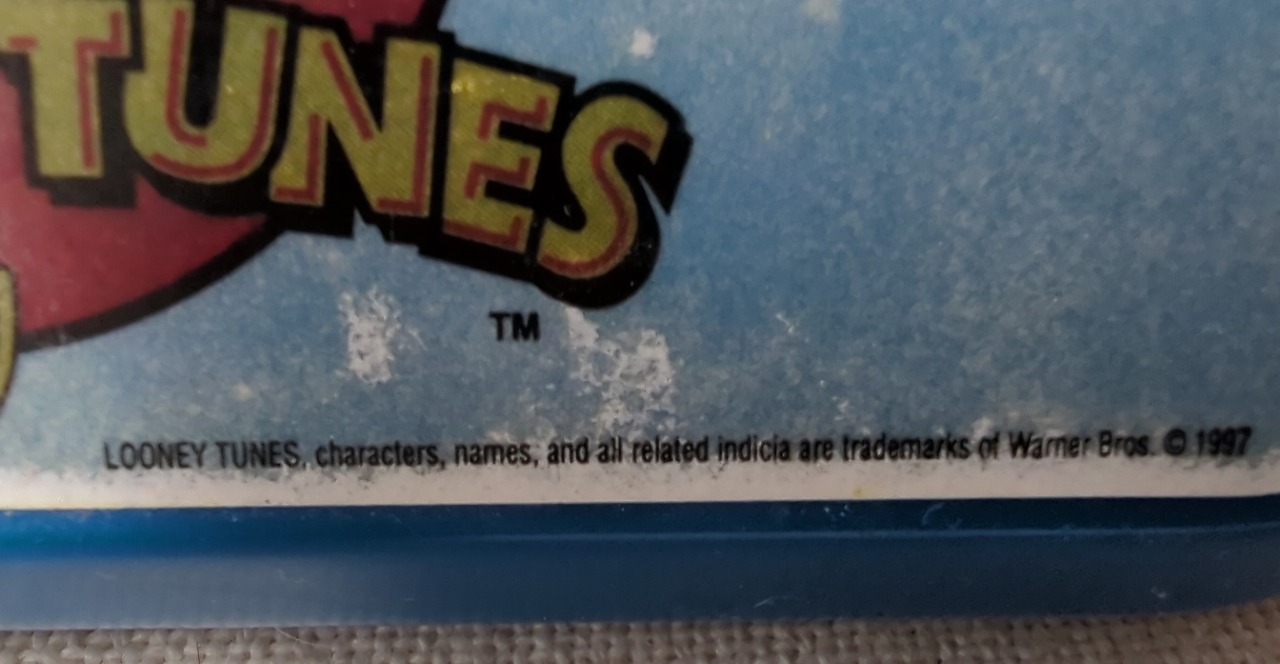 TUNES
TM
LOONEY TUNES, characters, names, and all related indicia are trademarks of Warner Bros. © 1997